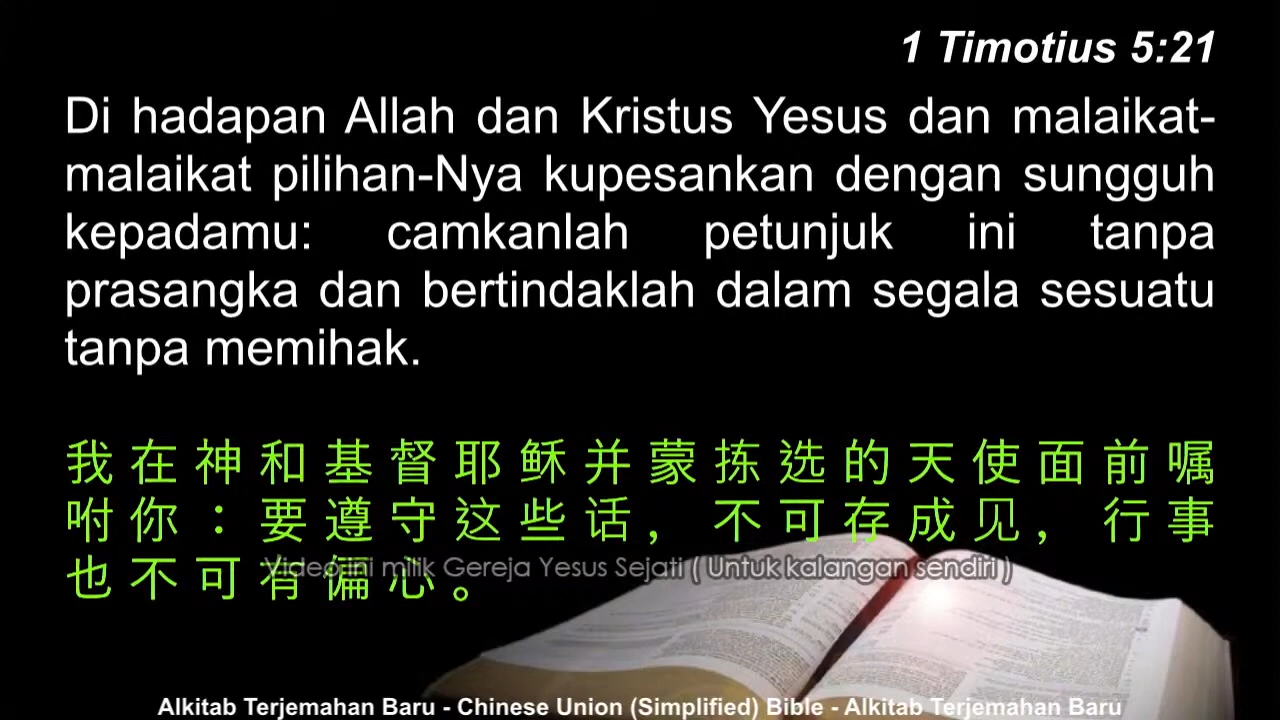 1 Timotius 5:21
Di hadapan Allah dan Kristus Yesus dan malaikat-
malaikat pilihan-Nya kupesankan dengan sungguh
kepadamu: camkanlah petunjuk ini tanpa
prasangka dan bertindaklah dalam segala sesuatu
tanpa memihak.
我在神和基督耶稣并蒙拣选的天使面前嘱
咐你：要遵守这些话，不可存成见，行事
也不可有偏心。
Video ini milik Gereja Yesus Sejati ( Untuk kalangan sendiri )
Alkitab Terjemahan Baru - Chinese Union (Simplified) Bible - Alkitab Terjemahan Baru